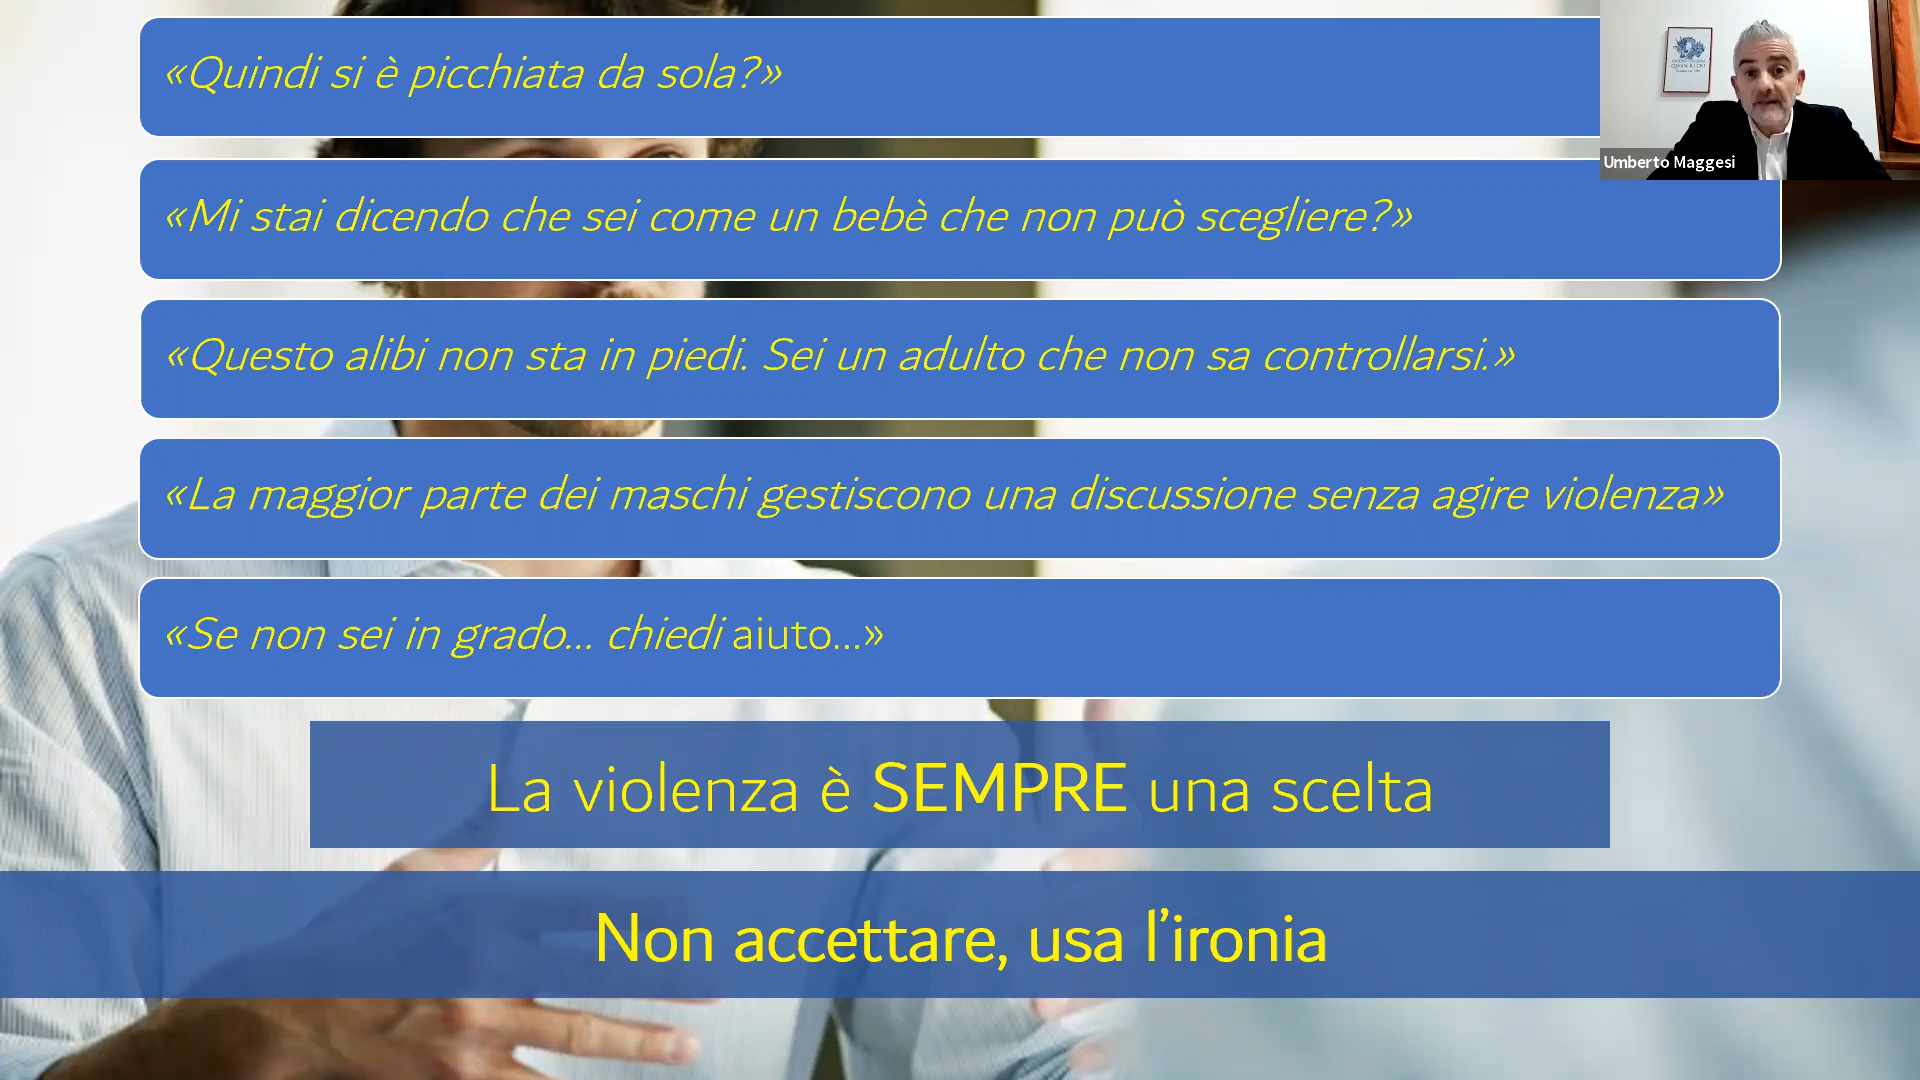 «Quindi si è picchiata da sola?»
«Mi stai dicendo che sei come un bebè che non può scegliere?»
«Questo alibi non sta in piedi. Sei un adulto che non sa controllarsi.»
«La maggior parte dei maschi gestiscono una discussione senza agire violenza»
«Se non sei in grado... chiedi aiuto...»
La violenza è SEMPRE una scelta
Non accettare, usa l'ironia
Umberto Maggesi